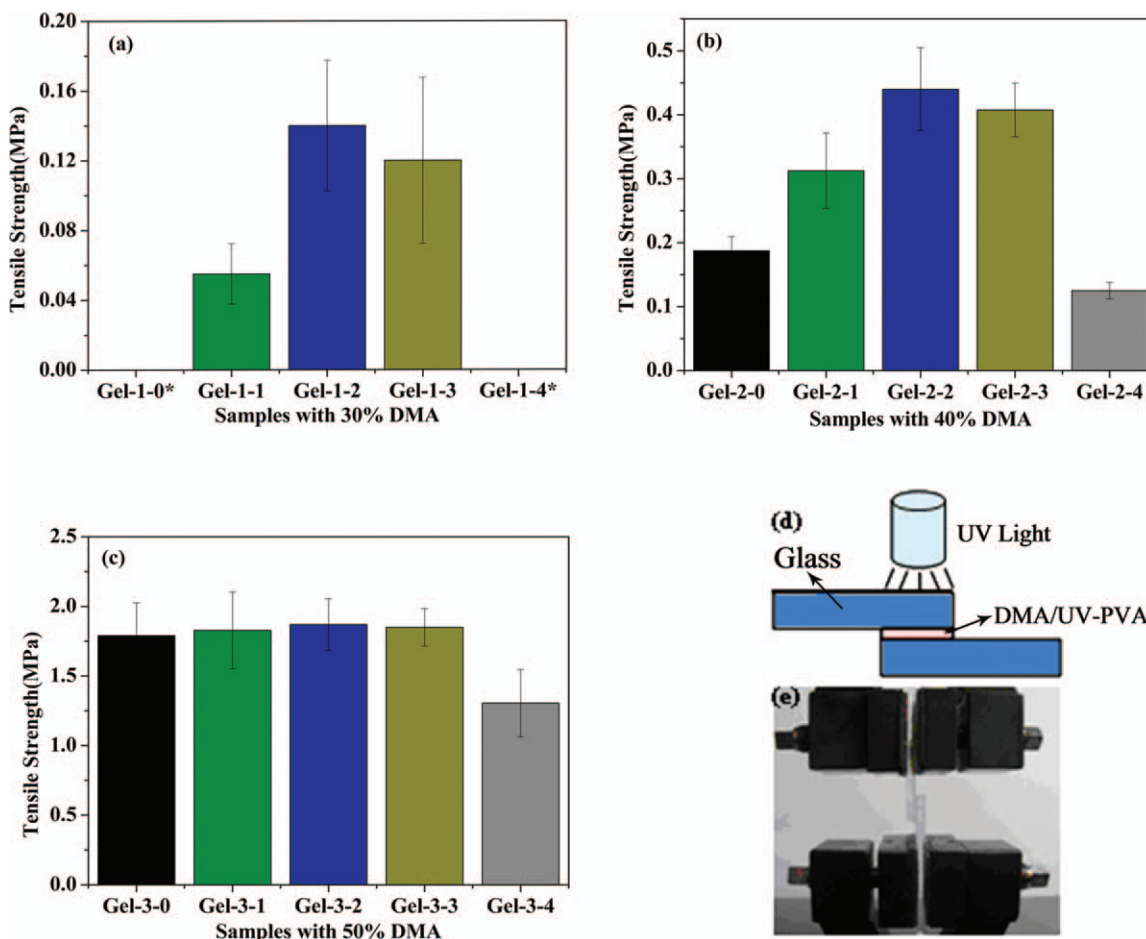 (a)
Tensile Strength(MPa)
0.20
0.16
0.12
0.08
0.04
0.00
Gel-1-0* Gel-1-1 Gel-1-2 Gel-1-3 Gel-1-4*
Samples with 30% DMA
(b)
Tensile Strength(MPa)
0.5
0.4
0.3
0.2
0.1
0.0
Gel-2-0 Gel-2-1 Gel-2-2 Gel-2-3 Gel-2-4
Samples with 40% DMA
(c)
Tensile Strength(MPa)
2.5
2.0
1.5
1.0
0.5
0.0
Gel-3-0 Gel-3-1 Gel-3-2 Gel-3-3 Gel-3-4
Samples with 50% DMA
(d)
UV Light
Glass
DMA/UV-PVA
(e)